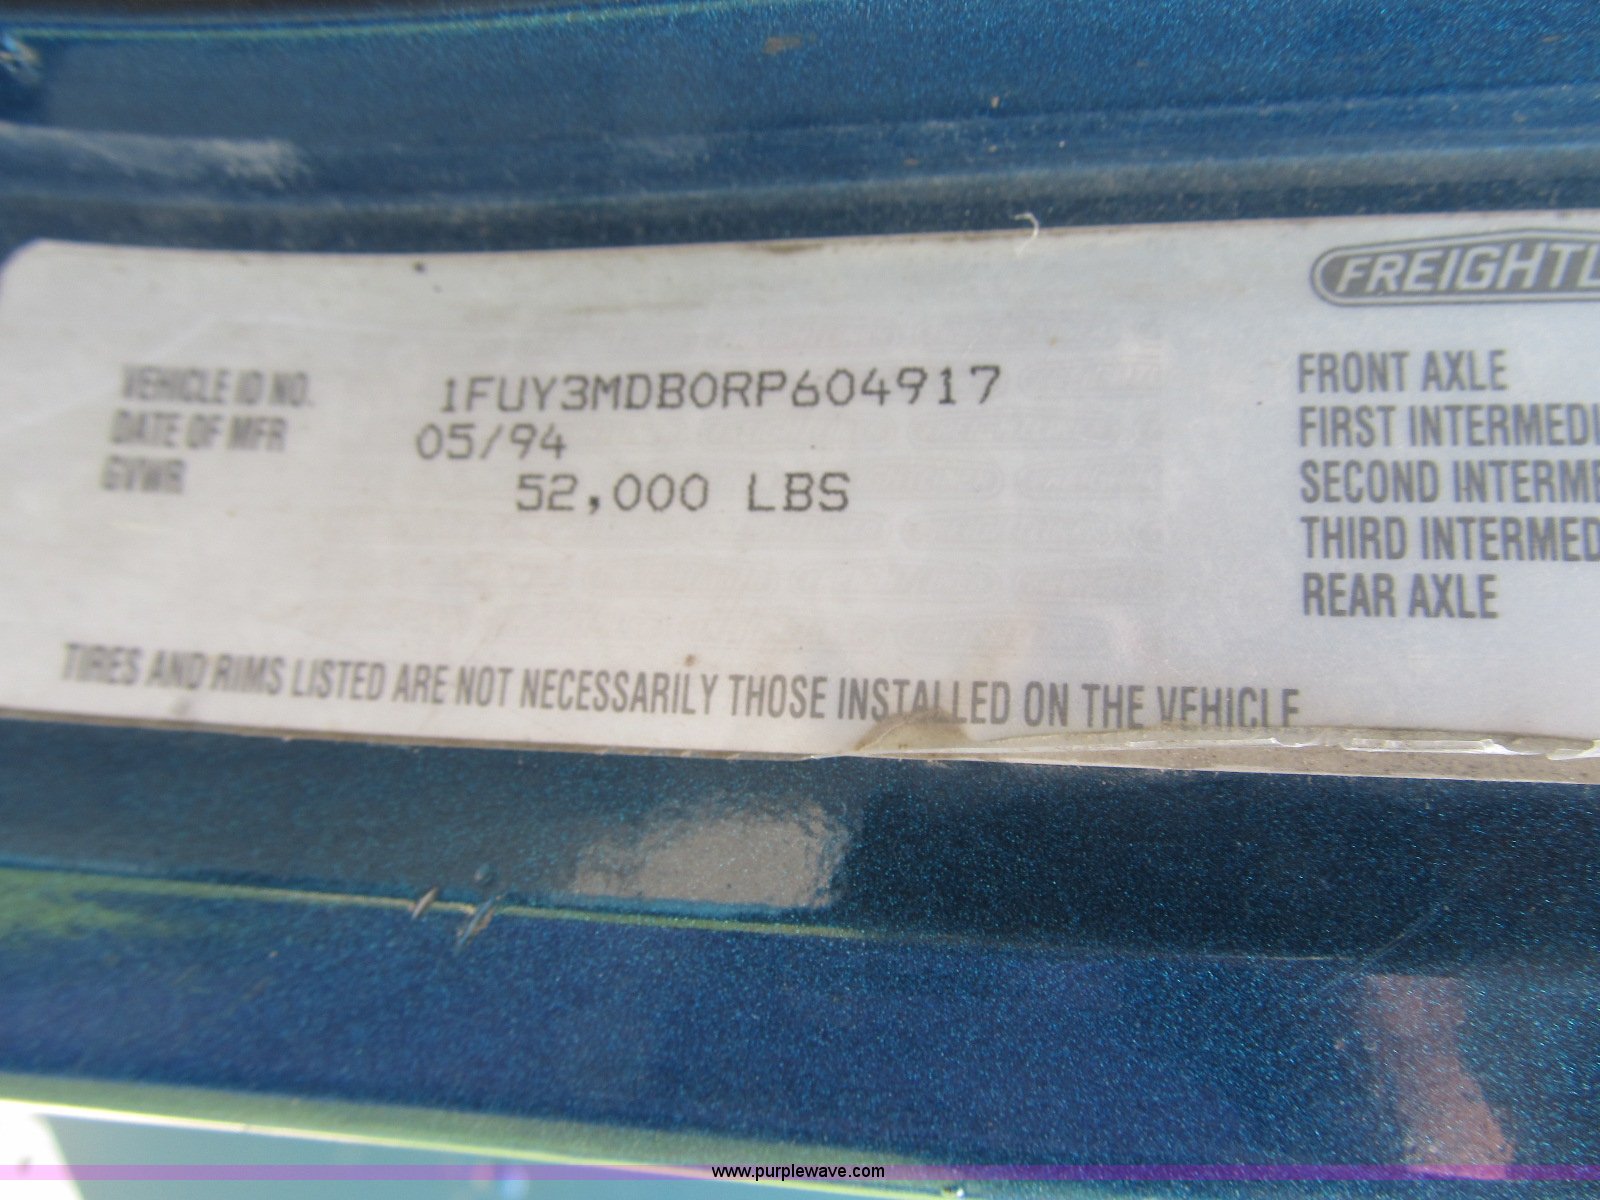 FREIGHTL
VEHICLE ID NO. 1FUY3MDB0RP604917
DATE OF MFR 05/94
GVWR 52,000 LBS
FRONT AXLE
FIRST INTERMEDI
SECOND INTERME
THIRD INTERMED
REAR AXLE
TIRES AND RIMS LISTED ARE NOT NECESSARILY THOSE INSTALLED ON THE VEHICLE
www.purplewave.com